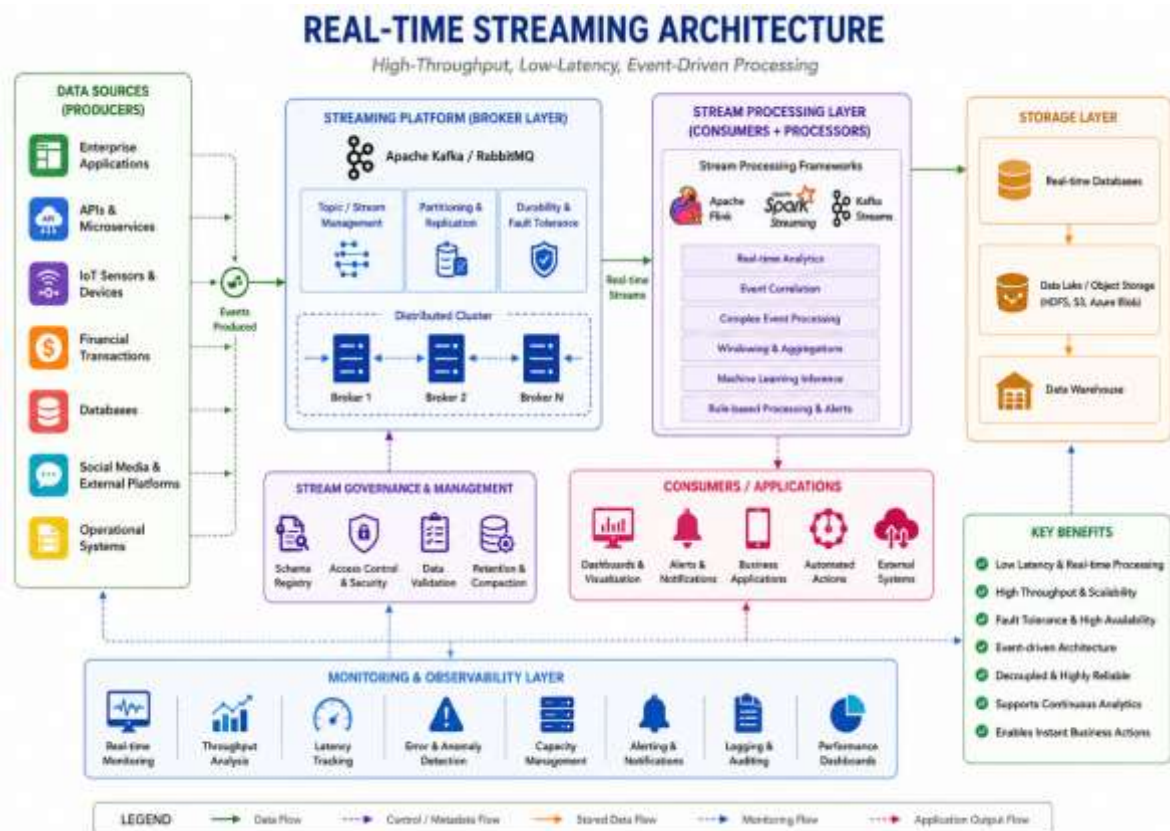 REAL-TIME STREAMING ARCHITECTURE
High-Throughput, Low-Latency, Event-Driven Processing
DATA SOURCES
(PRODUCERS)
Enterprise
Applications
APIs &
Microservices
API
IoT Sensors &
Devices
Financial
Transactions
Databases
Social Media &
External Platforms
Operational
Systems
Events
Produced
STREAMING PLATFORM (BROKER LAYER)
Apache Kafka / RabbitMQ
Topic / Stream
Management
Partitioning &
Replication
Durability &
Fault Tolerance
Distributed Cluster
Broker 1
Broker 2
Broker N
Real-time
Streams
STREAM PROCESSING LAYER
(CONSUMERS + PROCESSORS)
Stream Processing Frameworks
Apache
Flink
APACHE
Spark
Streaming
Kafka
Streams
Real-time Analytics
Event Correlation
Complex Event Processing
Windowing & Aggregations
Machine Learning Inference
Rule-based Processing & Alerts
STORAGE LAYER
Real-time Databases
Data Lake / Object Storage
(HDFS, S3, Azure Blob)
Data Warehouse
STREAM GOVERNANCE & MANAGEMENT
Schema
Registry
Access Control
& Security
Data
Validation
Retention &
Compaction
CONSUMERS / APPLICATIONS
Dashboards &
Visualization
Alerts &
Notifications
Business
Applications
Automated
Actions
External
Systems
KEY BENEFITS
Low Latency & Real-time Processing
High Throughput & Scalability
Fault Tolerance & High Availability
Event-driven Architecture
Decoupled & Highly Reliable
Supports Continuous Analytics
Enables Instant Business Actions
MONITORING & OBSERVABILITY LAYER
Real-time
Monitoring
Throughput
Analysis
Latency
Tracking
Error & Anomaly
Detection
Capacity
Management
Alerting &
Notifications
Logging &
Auditing
Performance
Dashboards
LEGEND
Data Flow
Control / Metadata Flow
Stored Data Flow
Monitoring Flow
Application Output Flow